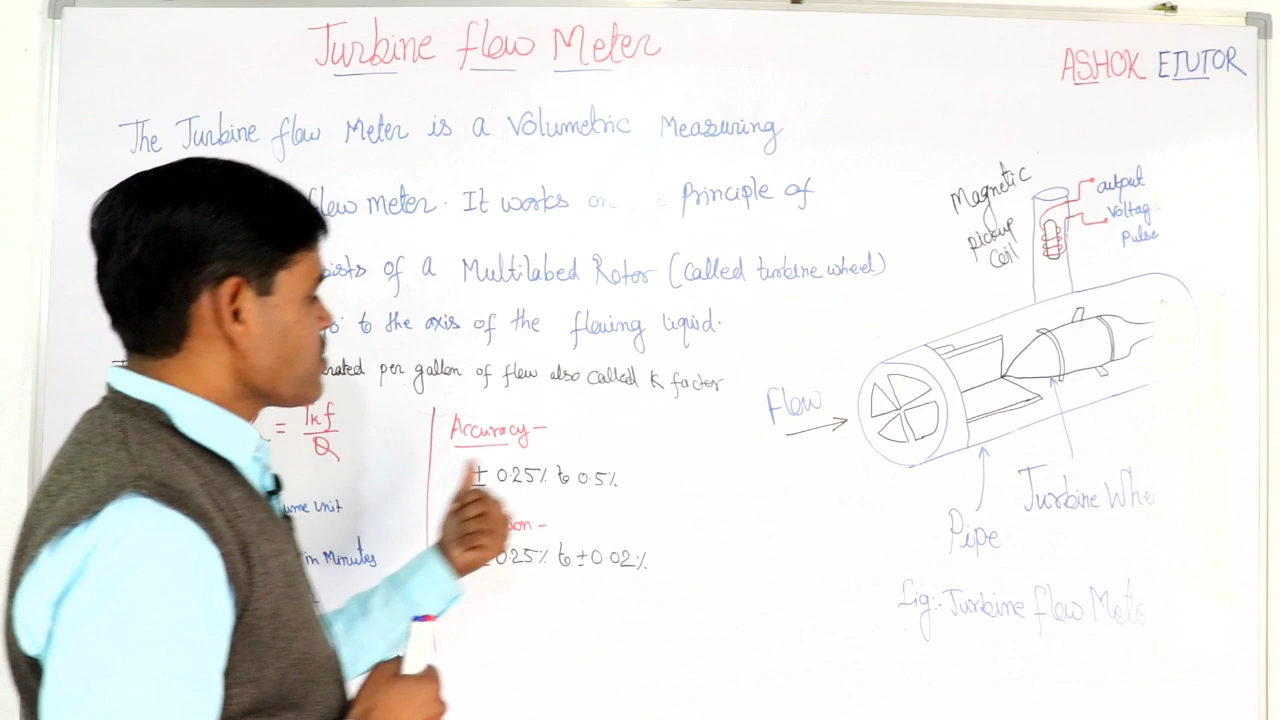 Turbine flow Meter
ASHOK ETUTOR
The Turbine flow Meter is a Volumetric Measuring
flow meter. It works on Principle of
of a Multilabed Rotor (called turbine wheel)
to the axis of the flowing liquid.
per gallon of flow also called K factor
= Tkf / Q
Accuracy -
± 0.25% to 0.5%
ume Unit
in Minutes
0.25% to ± 0.02%
Magnetic
Pickup
Coil
output
Voltag
Pulse
Flow
Turbine Whe
Pipe
fig:- Turbine flow Mete